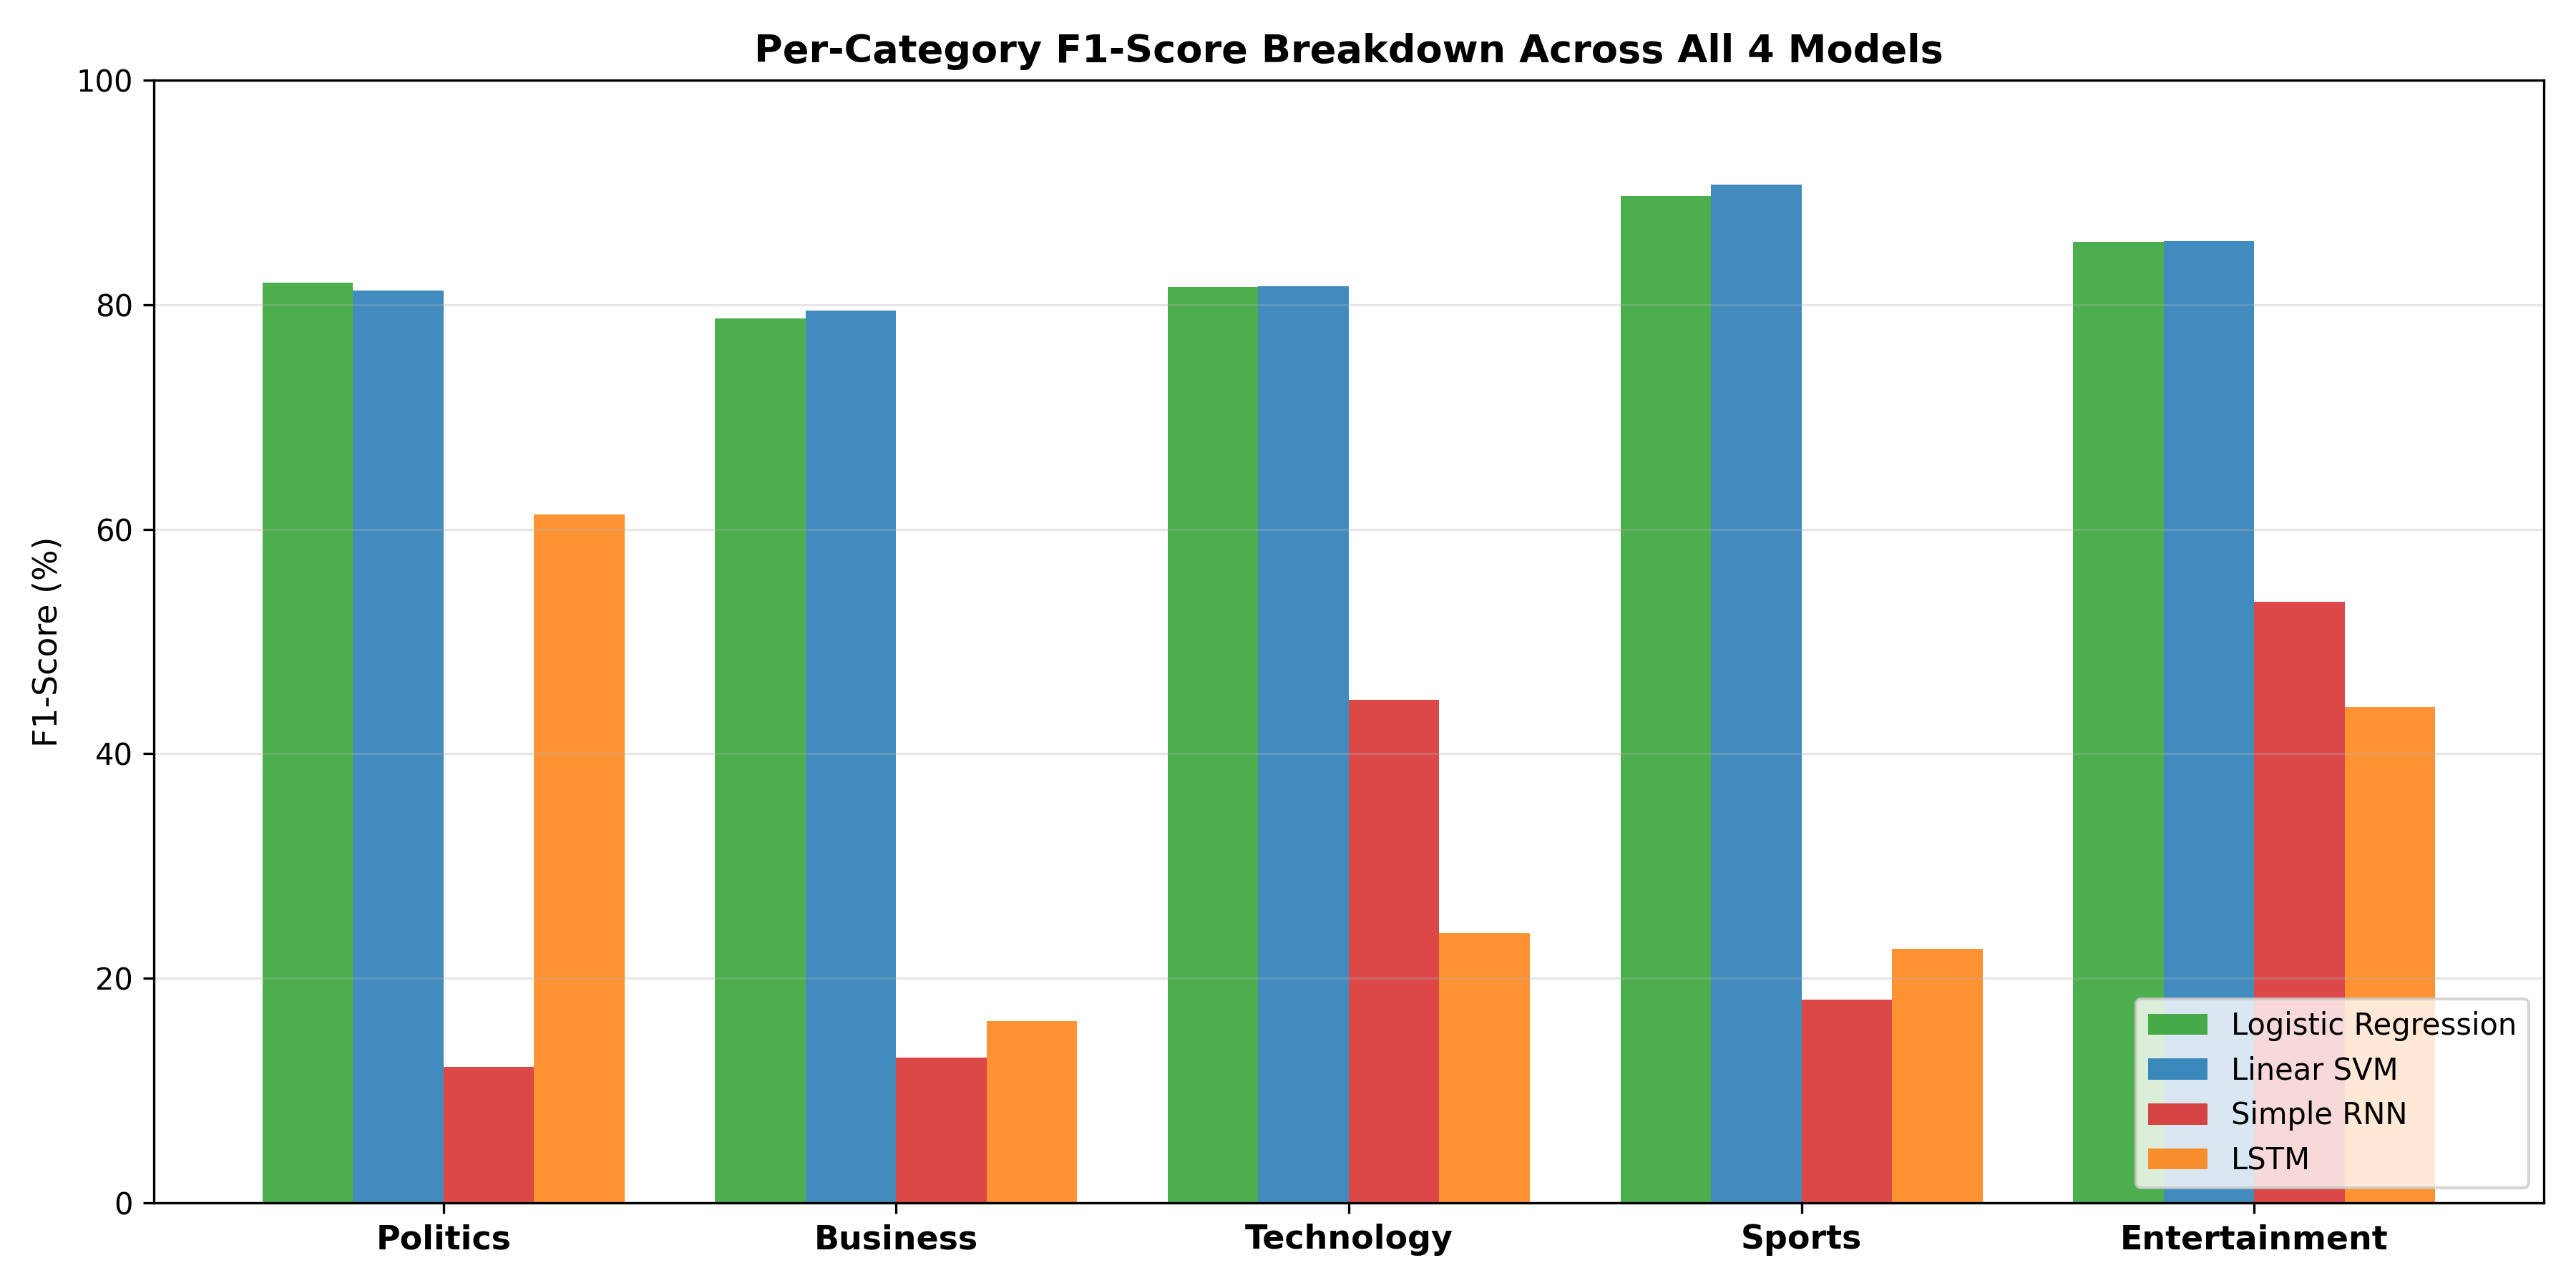 Per-Category F1-Score Breakdown Across All 4 Models
F1-Score (%)
100
80
60
40
20
0
Politics
Business
Technology
Sports
Entertainment
Logistic Regression
Linear SVM
Simple RNN
LSTM